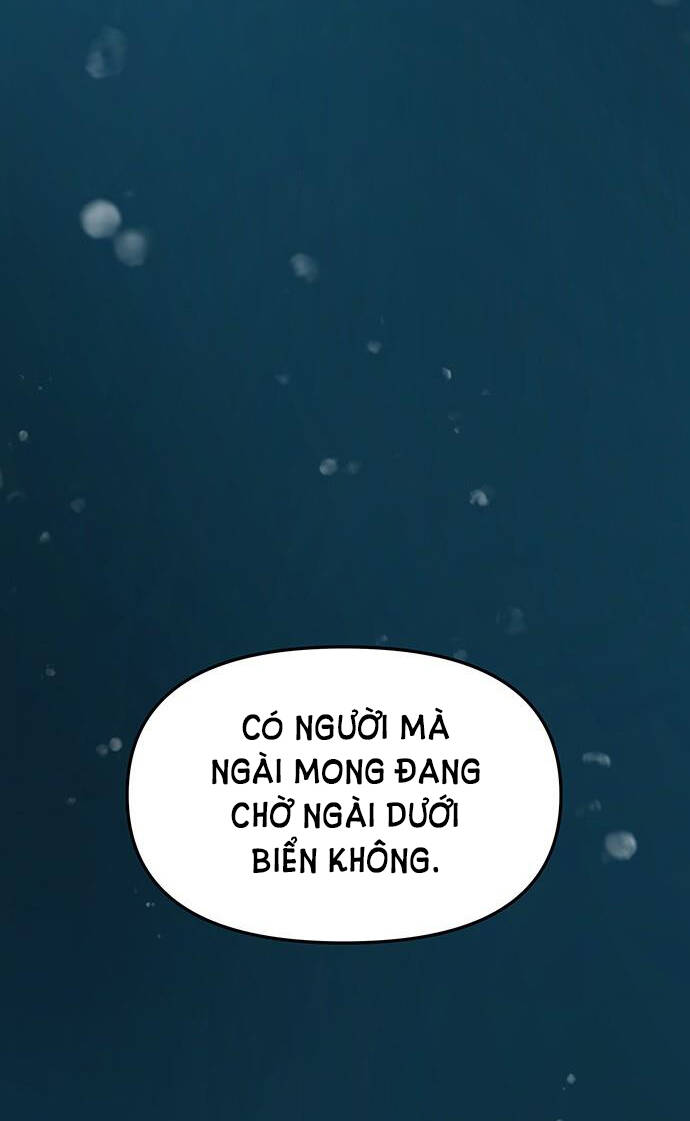 CÓ NGƯỜI MÀ
NGÀI MONG ĐANG
CHỜ NGÀI DƯỚI
BIỂN KHÔNG.